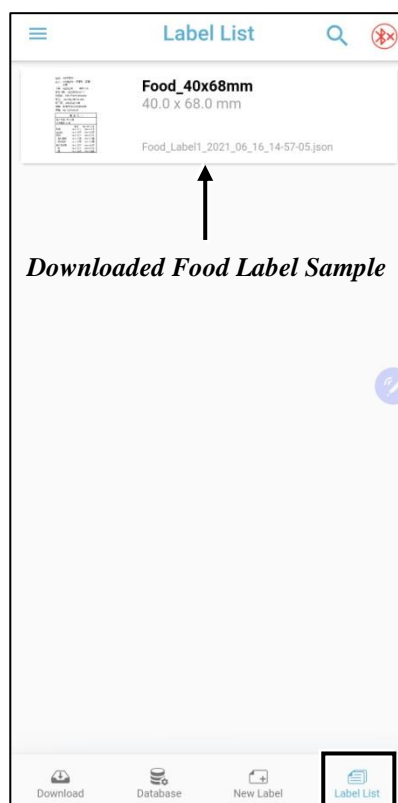 Label List
Food_40x68mm
40.0 x 68.0 mm
Food_Label1_2021_06_16_14-57-05.json
Downloaded Food Label Sample
Download
Database
New Label
Label List